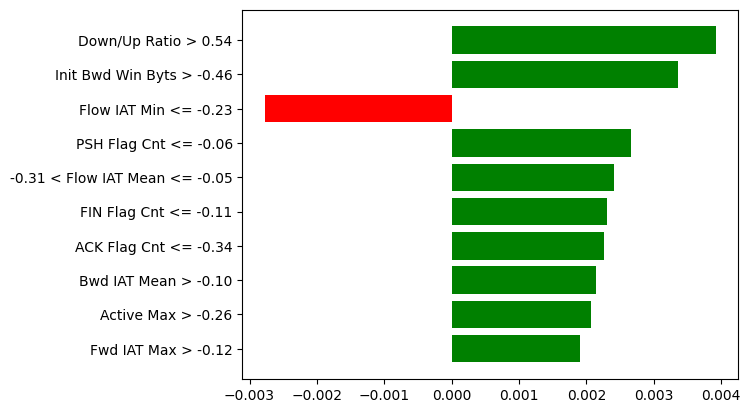 Down/Up Ratio > 0.54
Init Bwd Win Byts > -0.46
Flow IAT Min <= -0.23
PSH Flag Cnt <= -0.06
-0.31 < Flow IAT Mean <= -0.05
FIN Flag Cnt <= -0.11
ACK Flag Cnt <= -0.34
Bwd IAT Mean > -0.10
Active Max > -0.26
Fwd IAT Max > -0.12
−0.003 −0.002 −0.001 0.000 0.001 0.002 0.003 0.004